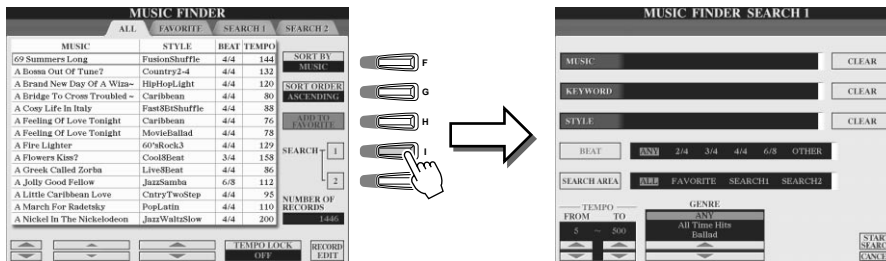 MUSIC FINDER
ALL FAVORITE SEARCH 1 SEARCH 2
MUSIC STYLE BEAT TEMPO
69 Summers Long FusionShuffle 4/4 144
A Bossa Out Of Tune? Country2-4 4/4 132
A Brand New Day Of A Wiza~ HipHopLight 4/4 120
A Bridge To Cross Troubled ~ Caribbean 4/4 80
A Cosy Life In Italy Fast8BtShuffle 4/4 88
A Feeling Of Love Tonight Caribbean 4/4 76
A Feeling Of Love Tonight MovieBallad 4/4 78
A Fire Lighter 60'sRock3 4/4 129
A Flowers Kiss? Cool8Beat 3/4 158
A Greek Called Zorba Live8Beat 4/4 86
A Jolly Good Fellow JazzSamba 6/8 112
A Little Caribbean Love CntryTwoStep 4/4 95
A March For Radetsky PopLatin 4/4 110
A Nickel In The Nickelodeon JazzWaltzSlow 4/4 200
SORT BY
MUSIC
SORT ORDER
ASCENDING
ADD TO
FAVORITE
SEARCH 1
2
NUMBER OF
RECORDS
1446
TEMPO LOCK
OFF
RECORD
EDIT
F
G
H
I
MUSIC FINDER SEARCH 1
MUSIC CLEAR
KEYWORD CLEAR
STYLE CLEAR
BEAT ANY 2/4 3/4 4/4 6/8 OTHER
SEARCH AREA ALL FAVORITE SEARCH1 SEARCH2
TEMPO
FROM TO
5 ~ 500
GENRE
ANY
All Time Hits
Ballad
START
SEARCH
CANCEL